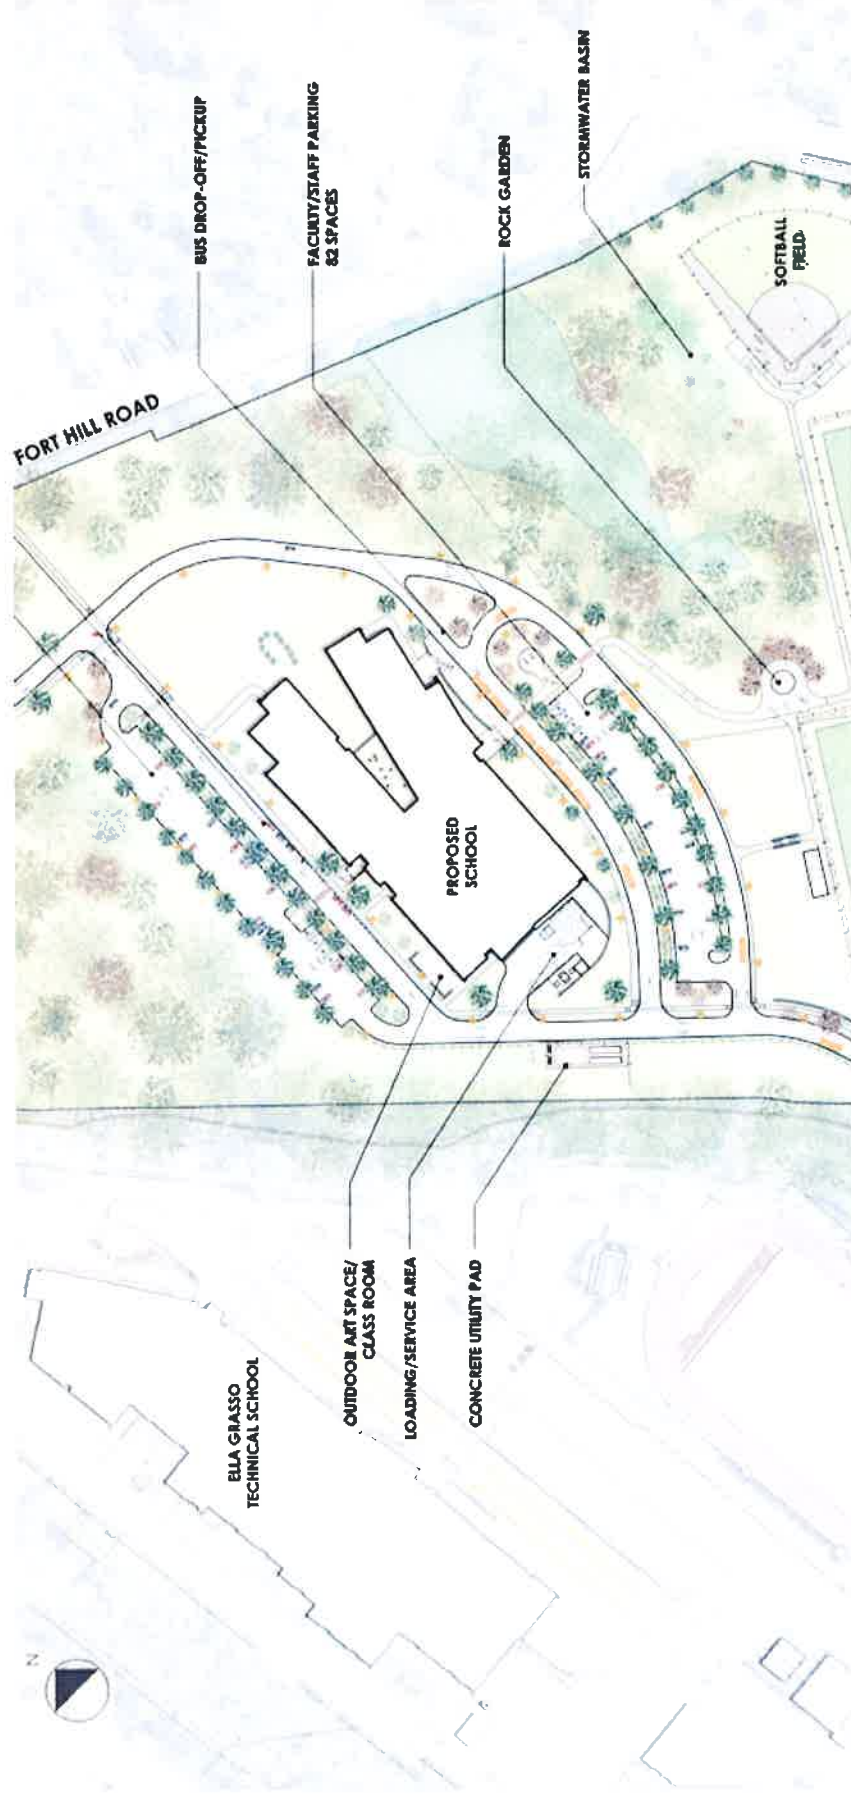 FORT HILL ROAD
BUS DROP-OFF/PICKUP
FACULTY/STAFF PARKING
82 SPACES
ROCK GARDEN
STORMWATER BASIN
SOFTBALL
FIELD
PROPOSED
SCHOOL
OUTDOOR ART SPACE/
CLASS ROOM
LOADING/SERVICE AREA
CONCRETE UTILITY PAD
ELLA GRASSO
TECHNICAL SCHOOL
N